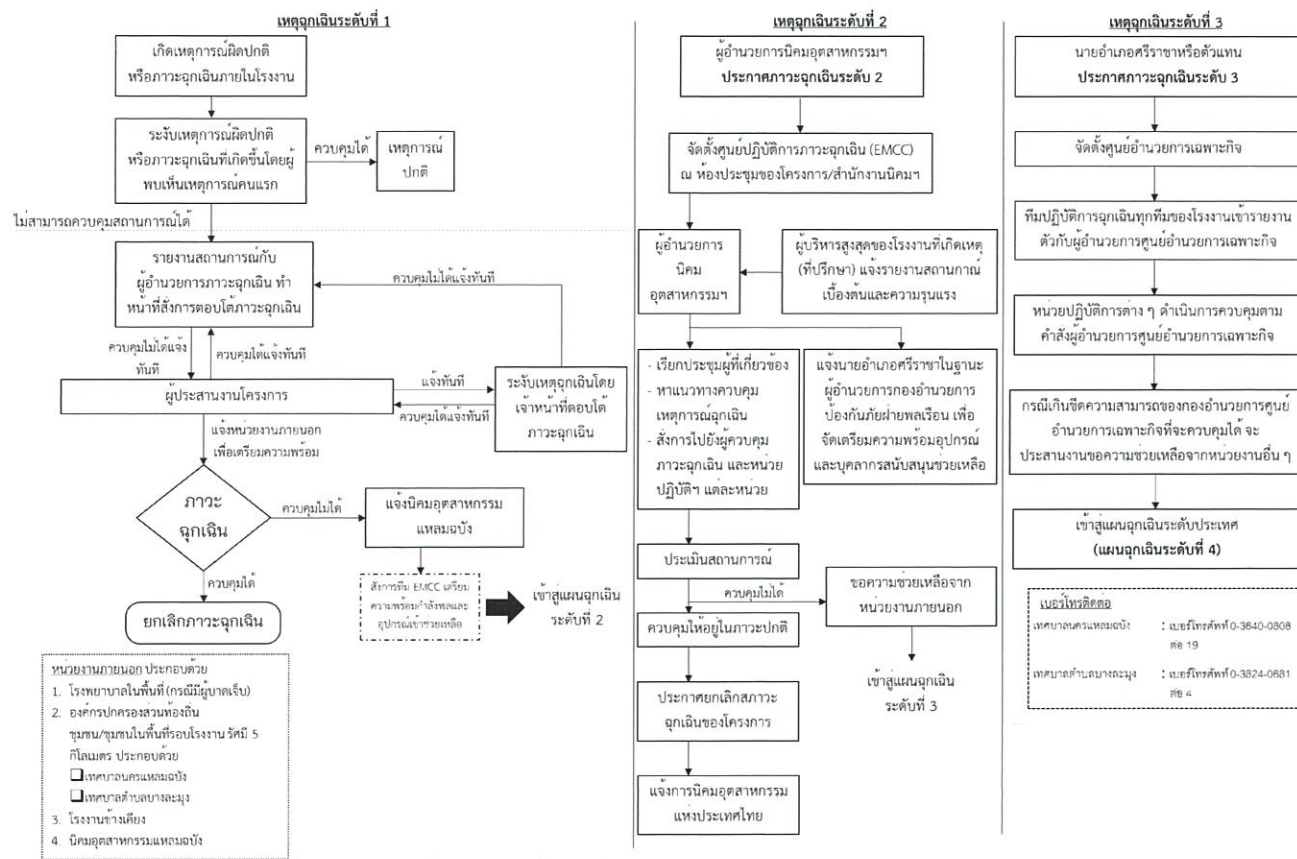 เหตุฉุกเฉินระดับที่ 1
เกิดเหตุการณ์ผิดปกติ
หรือภาวะฉุกเฉินภายในโรงงาน
ระงับเหตุการณ์ผิดปกติ
หรือภาวะฉุกเฉินที่เกิดขึ้นโดยผู้
พบเห็นเหตุการณ์คนแรก
ควบคุมได้
เหตุการณ์
ปกติ
ไม่สามารถควบคุมสถานการณ์ได้
รายงานสถานการณ์กับ
ผู้อำนวยการภาวะฉุกเฉิน ทำ
หน้าที่สั่งการตอบโต้ภาวะฉุกเฉิน
ควบคุมไม่ได้แจ้งทันที
ควบคุมไม่ได้แจ้ง
ทันที
ควบคุมได้แจ้งทันที
ผู้ประสานงานโครงการ
แจ้งทันที
ควบคุมได้แจ้งทันที
ระงับเหตุฉุกเฉินโดย
เจ้าหน้าที่ตอบโต้
ภาวะฉุกเฉิน
แจ้งหน่วยงานภายนอก
เพื่อเตรียมความพร้อม
ภาวะ
ฉุกเฉิน
ควบคุมไม่ได้
แจ้งนิคมอุตสาหกรรม
แหลมฉบัง
ควบคุมได้
สั่งการทีม EMCC เตรียม
ความพร้อมกำลังพลและ
อุปกรณ์เข้าช่วยเหลือ
เข้าสู่แผนฉุกเฉิน
ระดับที่ 2
ยกเลิกภาวะฉุกเฉิน
หน่วยงานภายนอก ประกอบด้วย
1. โรงพยาบาลในพื้นที่ (กรณีมีผู้บาดเจ็บ)
2. องค์กรปกครองส่วนท้องถิ่น
ชุมชน/ชุมชนในพื้นที่รอบโรงงาน รัศมี 5
กิโลเมตร ประกอบด้วย
❑เทศบาลนครแหลมฉบัง
❑เทศบาลตำบลบางละมุง
3. โรงงานข้างเคียง
4. นิคมอุตสาหกรรมแหลมฉบัง
เหตุฉุกเฉินระดับที่ 2
ผู้อำนวยการนิคมอุตสาหกรรมฯ
ประกาศภาวะฉุกเฉินระดับ 2
จัดตั้งศูนย์ปฏิบัติการภาวะฉุกเฉิน (EMCC)
ณ ห้องประชุมของโครงการ/สำนักงานนิคมฯ
ผู้อำนวยการ
นิคม
อุตสาหกรรมฯ
ผู้บริหารสูงสุดของโรงงานที่เกิดเหตุ
(ที่ปรึกษา) แจ้งรายงานสถานกาณ์
เบื้องต้นและความรุนแรง
- เรียกประชุมผู้ที่เกี่ยวข้อง
- หาแนวทางควบคุม
เหตุการณ์ฉุกเฉิน
- สั่งการไปยังผู้ควบคุม
ภาวะฉุกเฉิน และหน่วย
ปฏิบัติฯ แต่ละหน่วย
แจ้งนายอำเภอศรีราชาในฐานะ
ผู้อำนวยการกองอำนวยการ
ป้องกันภัยฝ่ายพลเรือน เพื่อ
จัดเตรียมความพร้อมอุปกรณ์
และบุคลากรสนับสนุนช่วยเหลือ
ประเมินสถานการณ์
ควบคุมไม่ได้
ขอความช่วยเหลือจาก
หน่วยงานภายนอก
ควบคุมให้อยู่ในภาวะปกติ
เข้าสู่แผนฉุกเฉิน
ระดับที่ 3
ประกาศยกเลิกสภาวะ
ฉุกเฉินของโครงการ
แจ้งการนิคมอุตสาหกรรม
แห่งประเทศไทย
เหตุฉุกเฉินระดับที่ 3
นายอำเภอศรีราชาหรือตัวแทน
ประกาศภาวะฉุกเฉินระดับ 3
จัดตั้งศูนย์อำนวยการเฉพาะกิจ
ทีมปฏิบัติการฉุกเฉินทุกทีมของโรงงานเข้ารายงาน
ตัวกับผู้อำนวยการศูนย์อำนวยการเฉพาะกิจ
หน่วยปฏิบัติการต่าง ๆ ดำเนินการควบคุมตาม
คำสั่งผู้อำนวยการศูนย์อำนวยการเฉพาะกิจ
กรณีเกินขีดความสามารถของกองอำนวยการศูนย์
อำนวยการเฉพาะกิจที่จะควบคุมได้ จะ
ประสานงานขอความช่วยเหลือจากหน่วยงานอื่น ๆ
เข้าสู่แผนฉุกเฉินระดับประเทศ
(แผนฉุกเฉินระดับที่ 4)
เบอร์โทรติดต่อ
เทศบาลนครแหลมฉบัง : เบอร์โทรศัพท์ 0-3840-0808
ต่อ 19
เทศบาลตำบลบางละมุง : เบอร์โทรศัพท์ 0-3824-0881
ต่อ 4